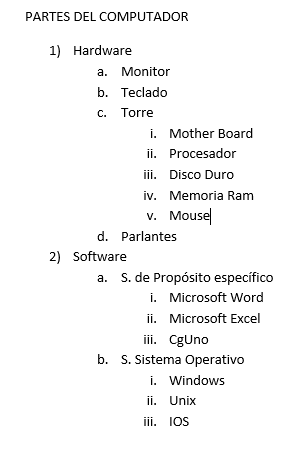 PARTES DEL COMPUTADOR
1) Hardware
a. Monitor
b. Teclado
c. Torre
i. Mother Board
ii. Procesador
iii. Disco Duro
iv. Memoria Ram
v. Mouse
d. Parlantes
2) Software
a. S. de Propósito específico
i. Microsoft Word
ii. Microsoft Excel
iii. CgUno
b. S. Sistema Operativo
i. Windows
ii. Unix
iii. IOS